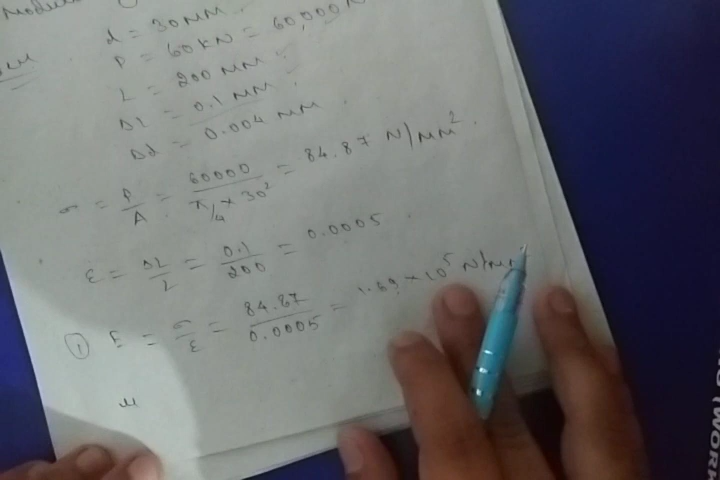 d = 30 MM
P = 60 KN = 60,000 N
L = 200 MM
ΔL = 0.1 MM
Δd = 0.004 MM
σ = P/A = 60000/(π/4 × 30²) = 84.87 N/MM².
ε = ΔL/L = 0.1/200 = 0.0005
① E = σ/ε = 84.87/0.0005 = 1.69 × 10⁵ N/MM
μ